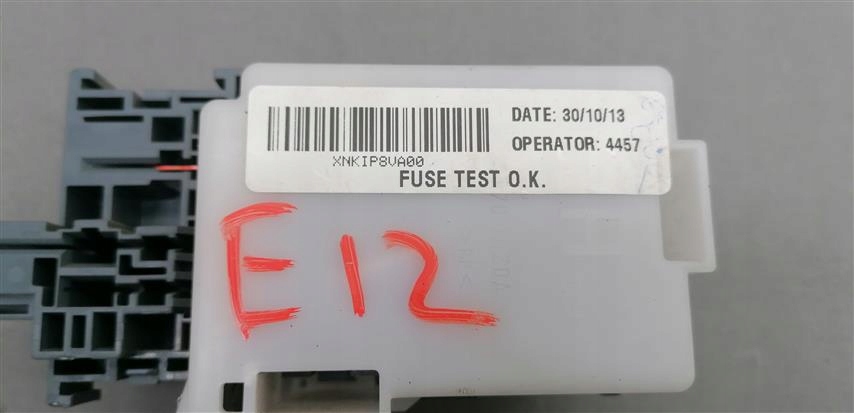 DATE: 30/10/13
OPERATOR: 4457
XNKIP8VA00
FUSE TEST O.K.
E12